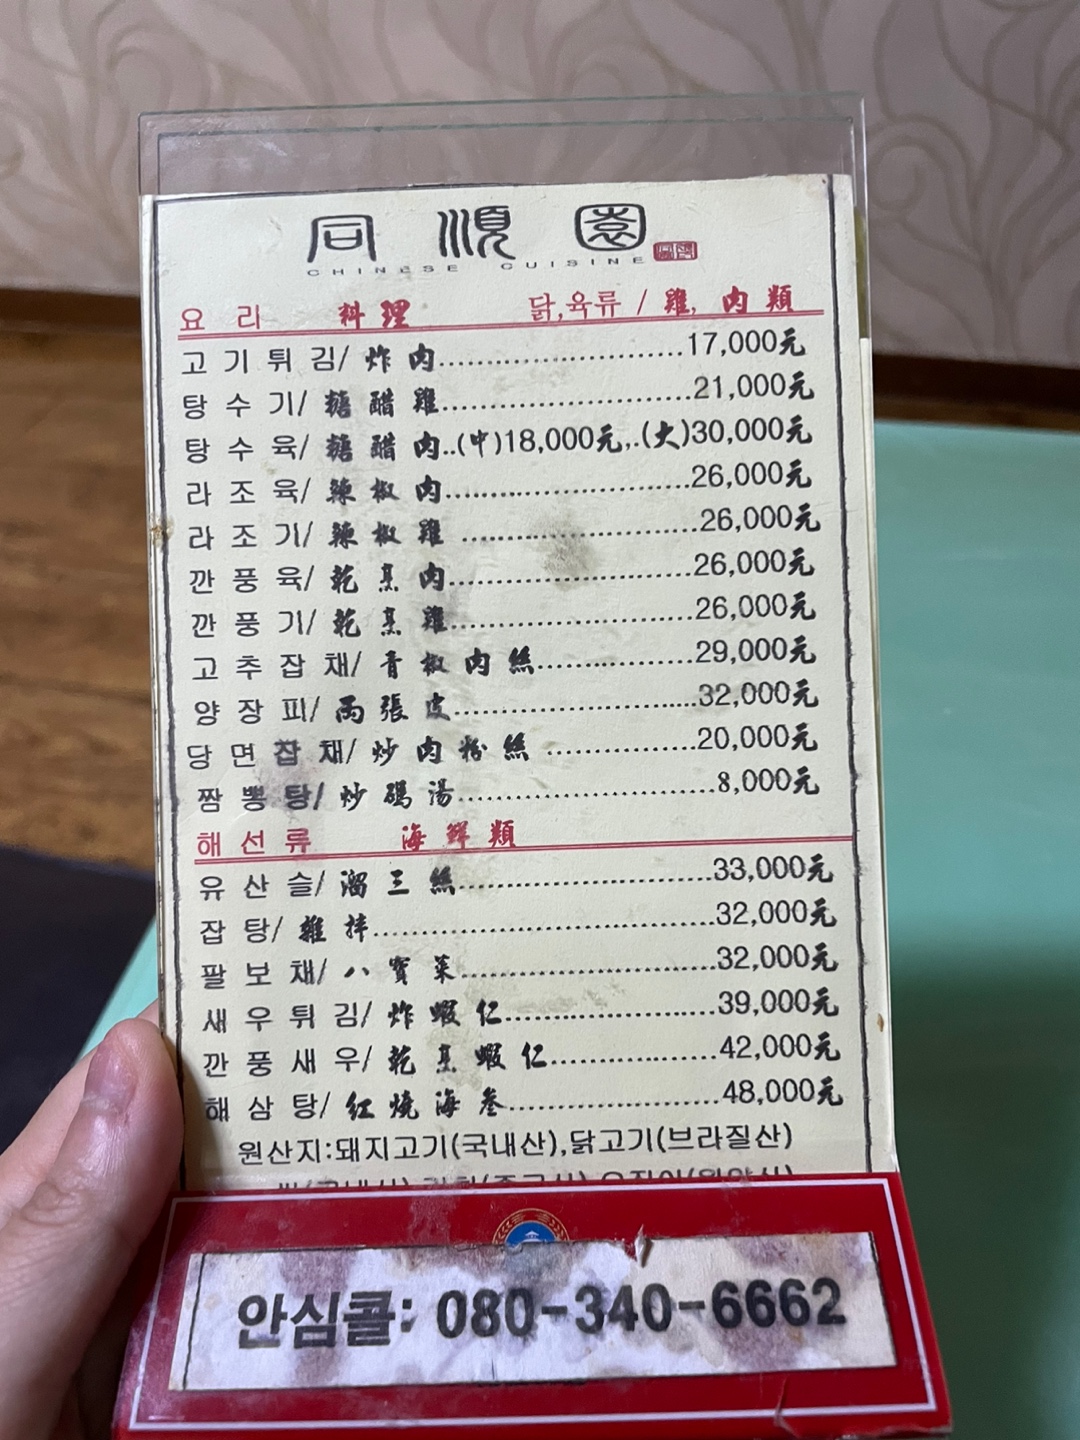 同順園
CHINESE CUISINE
요리 料理 닭,육류 / 雞, 肉類
고기튀김/ 炸肉........................17,000元
탕수기/ 糖醋雞........................21,000元
탕수육/ 糖醋肉..(中)18,000元,.(大)30,000元
라조육/ 辣椒肉........................26,000元
라조기/ 辣椒雞........................26,000元
깐풍육/ 乾烹肉........................26,000元
깐풍기/ 乾烹雞........................26,000元
고추잡채/ 青椒肉絲...............29,000元
양장피/ 両張皮........................32,000元
당면잡채/ 炒肉粉絲...............20,000元
짬뽕탕/ 炒碼湯........................8,000元
해선류 海鮮類
유산슬/ 溜三絲........................33,000元
잡탕/ 雜拌................................32,000元
팔보채/ 八寶菜........................32,000元
새우튀김/ 炸蝦仁....................39,000元
깐풍새우/ 乾烹蝦仁...............42,000元
해삼탕/ 紅燒海參....................48,000元
원산지:돼지고기(국내산),닭고기(브라질산)
안심콜: 080-340-6662